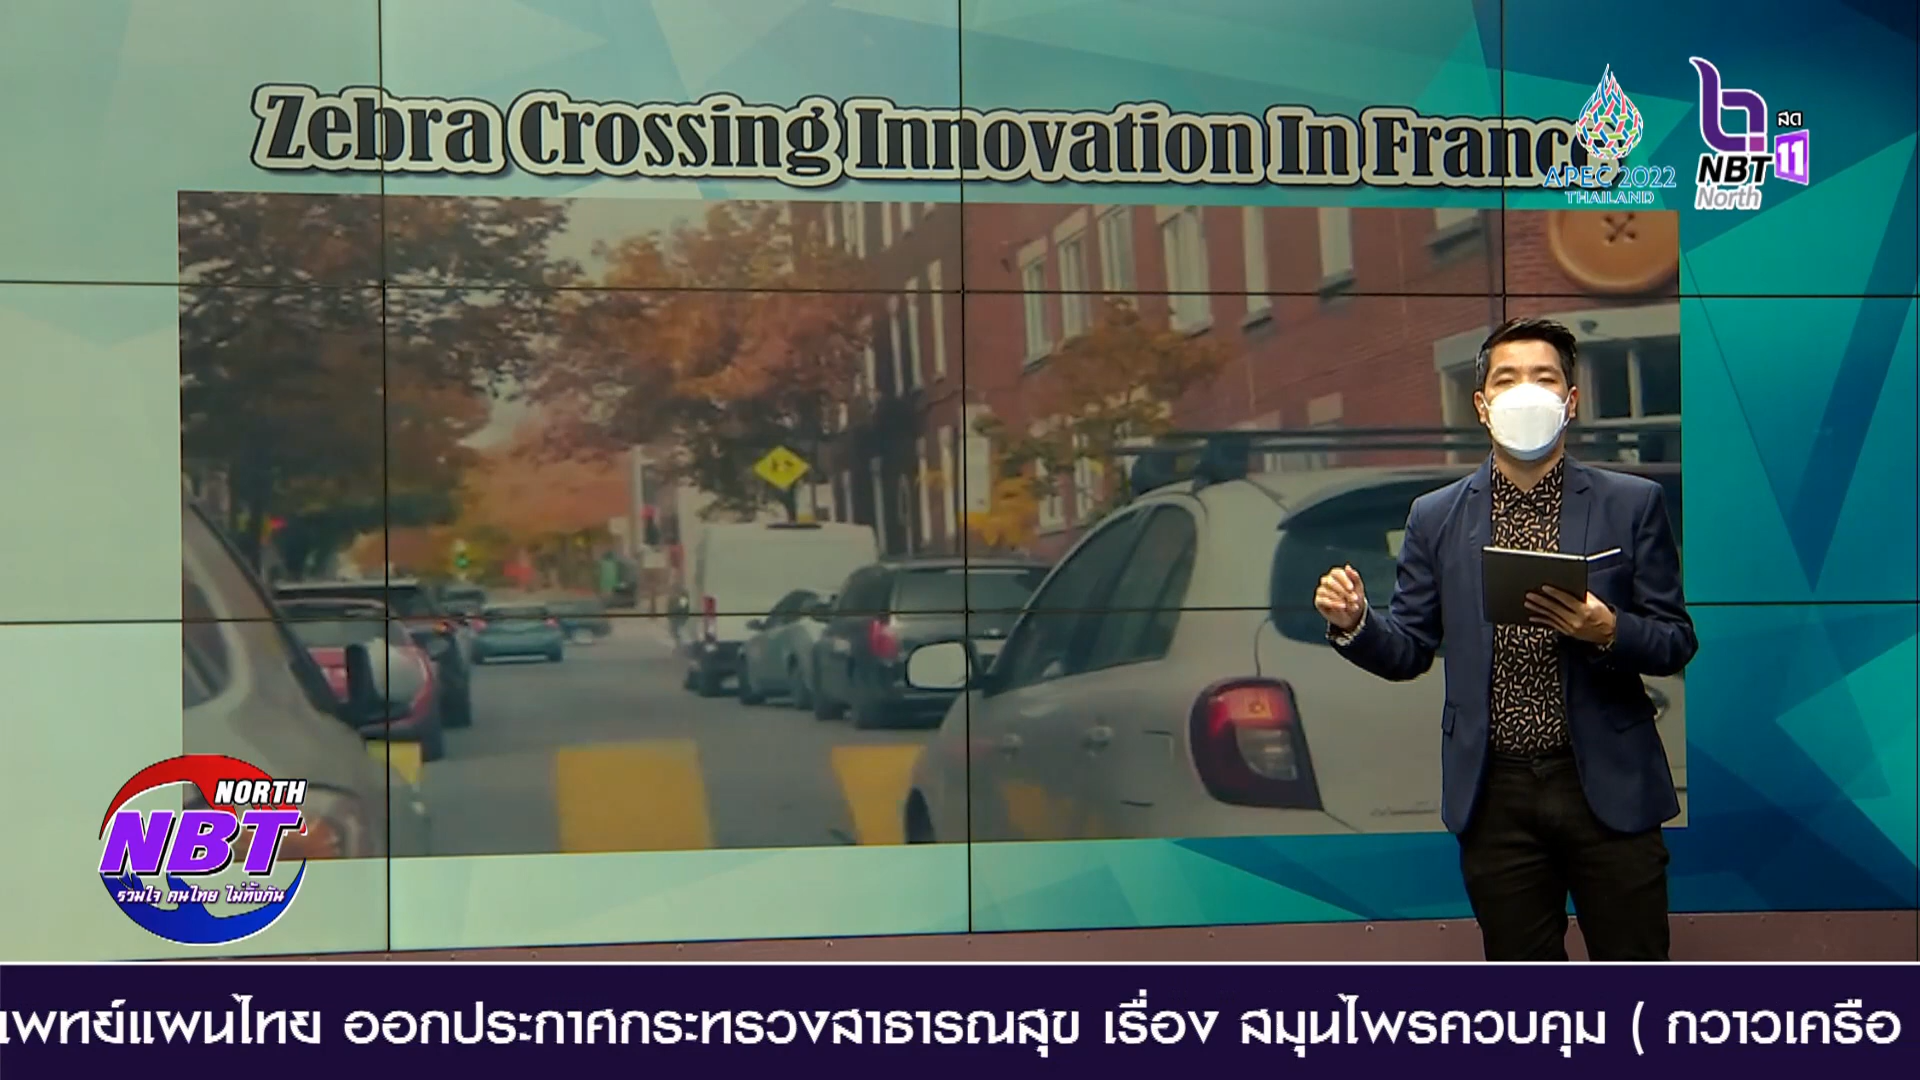 Zebra Crossing Innovation In France
APEC 2022
THAILAND
สด
NBT 11
North
NORTH
NBT
รวมใจ คนไทย ไม่ทิ้งกัน
แพทย์แผนไทย ออกประกาศกระทรวงสาธารณสุข เรื่อง สมุนไพรควบคุม ( กวาวเครือ